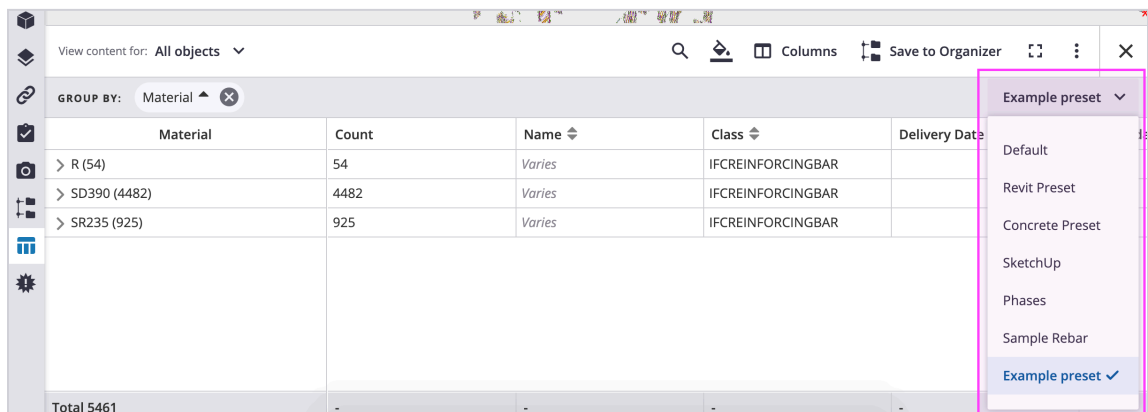 View content for: All objects Columns Save to Organizer
GROUP BY: Material Example preset
Material Count Name Class Delivery Date
R (54) 54 Varies IFCREINFORCINGBAR
SD390 (4482) 4482 Varies IFCREINFORCINGBAR
SR235 (925) 925 Varies IFCREINFORCINGBAR
Default
Revit Preset
Concrete Preset
SketchUp
Phases
Sample Rebar
Example preset
Total 5461 - - - -